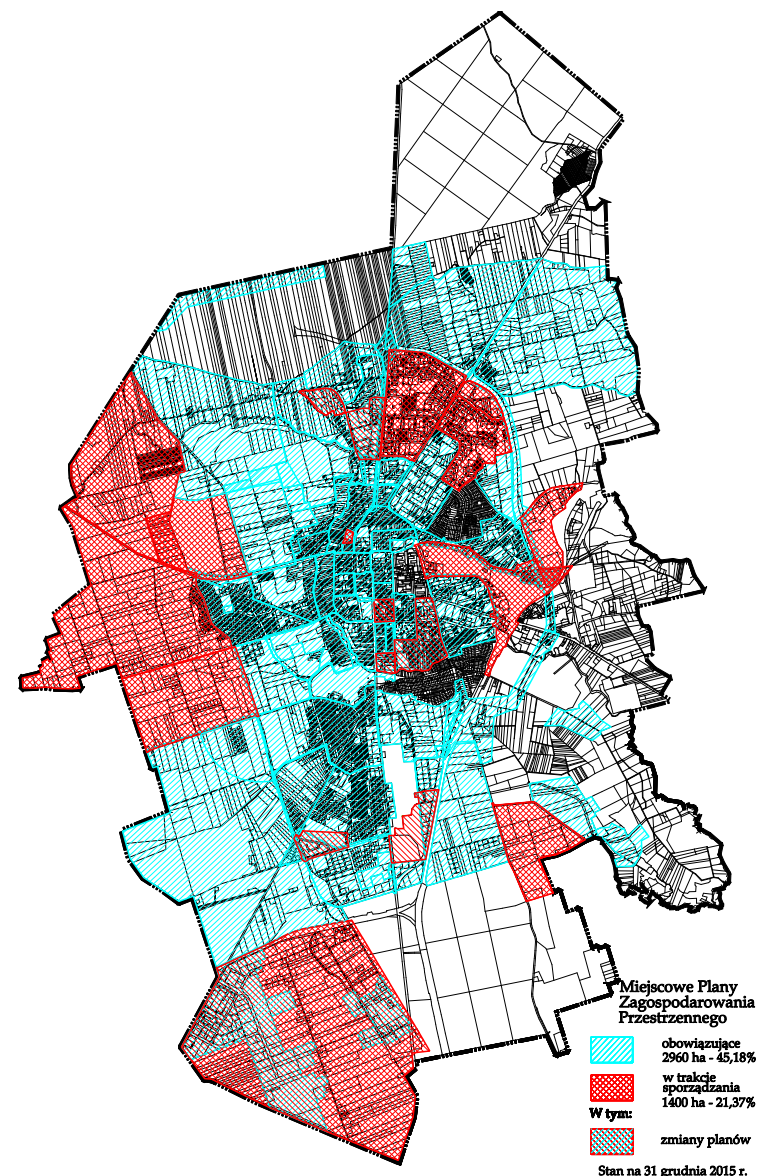 Miejscowe Plany
Zagospodarowania
Przestrzennego
obowiązujące
2960 ha - 45,18%
w trakcie
sporządzania
1400 ha - 21,37%
W tym:
zmiany planów
Stan na 31 grudnia 2015 r.